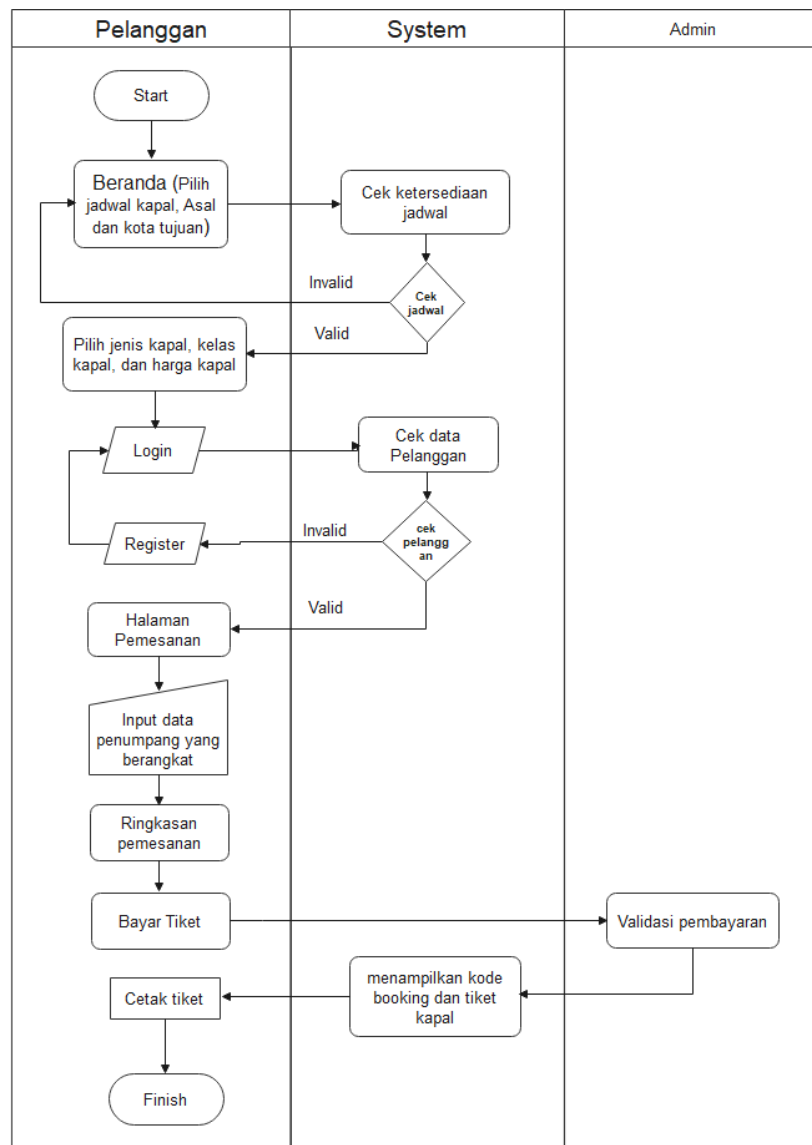 Pelanggan
System
Admin
Start
Beranda (Pilih
jadwal kapal, Asal
dan kota tujuan)
Cek ketersediaan
jadwal
Invalid
Cek
jadwal
Valid
Pilih jenis kapal, kelas
kapal, dan harga kapal
Login
Cek data
Pelanggan
Register
Invalid
cek
pelangg
an
Valid
Halaman
Pemesanan
Input data
penumpang yang
berangkat
Ringkasan
pemesanan
Bayar Tiket
Validasi pembayaran
menampilkan kode
booking dan tiket
kapal
Cetak tiket
Finish